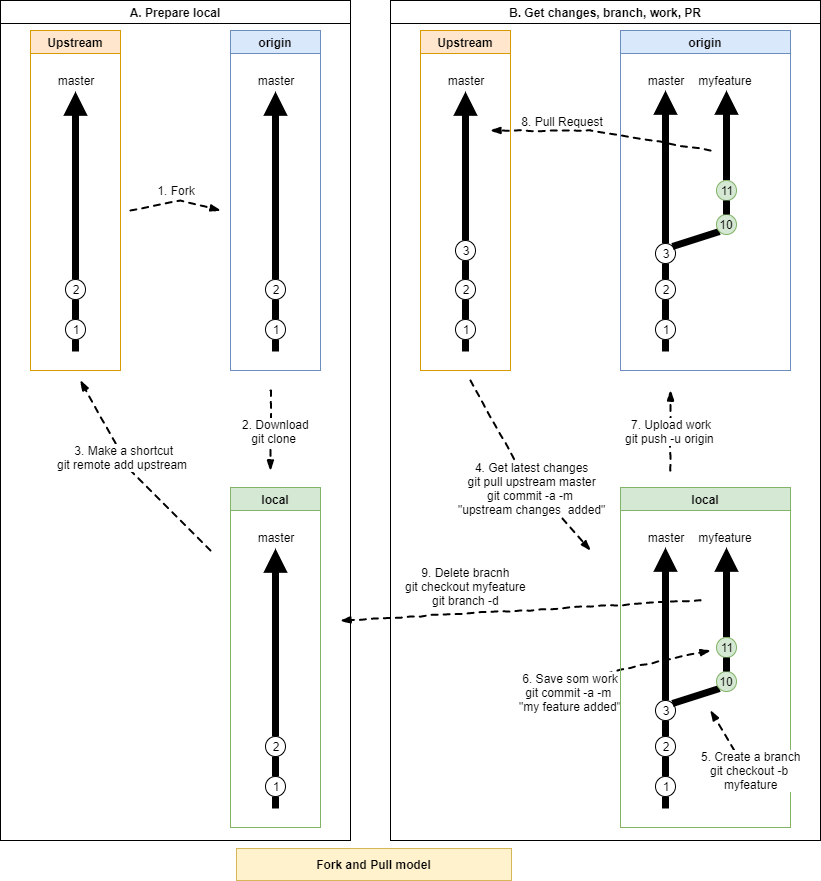 A. Prepare local
Upstream
origin
master
master
1. Fork
2
1
2
1
2. Download
git clone
3. Make a shortcut
git remote add upstream
local
master
2
1
B. Get changes, branch, work, PR
Upstream
origin
master
master
myfeature
8. Pull Request
3
2
1
11
10
3
2
1
4. Get latest changes
git pull upstream master
git commit -a -m
"upstream changes  added"
7. Upload work
git push -u origin
local
master
myfeature
9. Delete bracnh
git checkout myfeature
git branch -d
11
10
3
2
1
6. Save som work
git commit -a -m
"my feature added"
5. Create a branch
git checkout -b
myfeature
Fork and Pull model